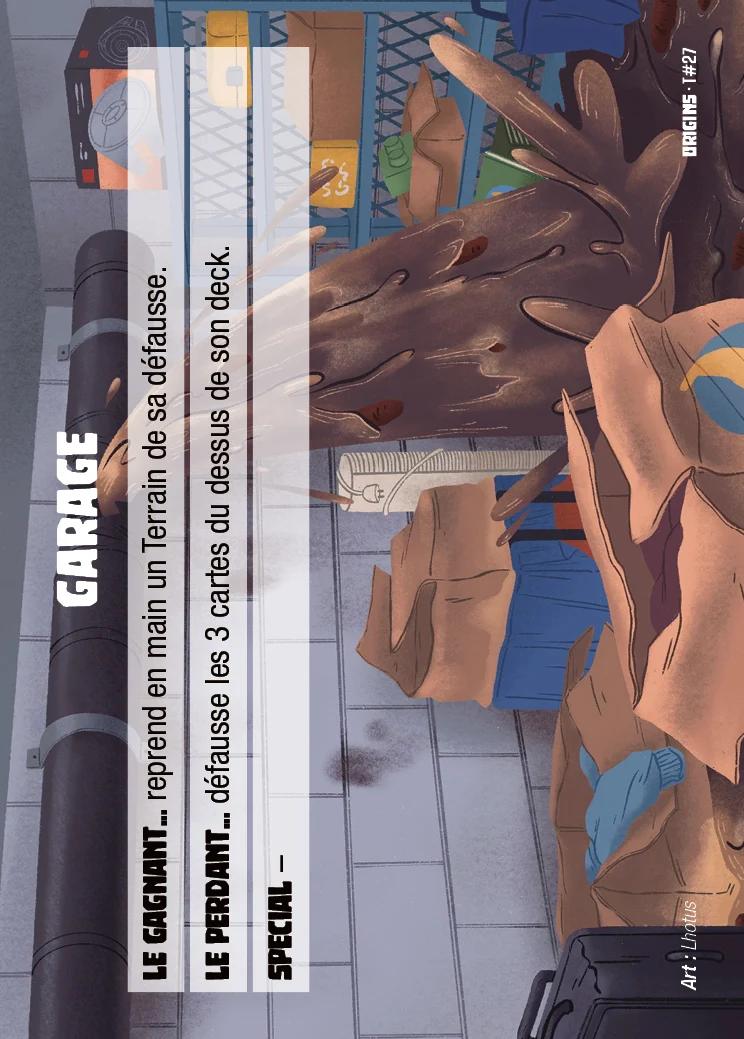 GARAGE
LE GAGNANT... reprend en main un Terrain de sa défausse.
LE PERDANT... défausse les 3 cartes du dessus de son deck.
SPECIAL –
Art : Lhotus
ORIGINS · T#27